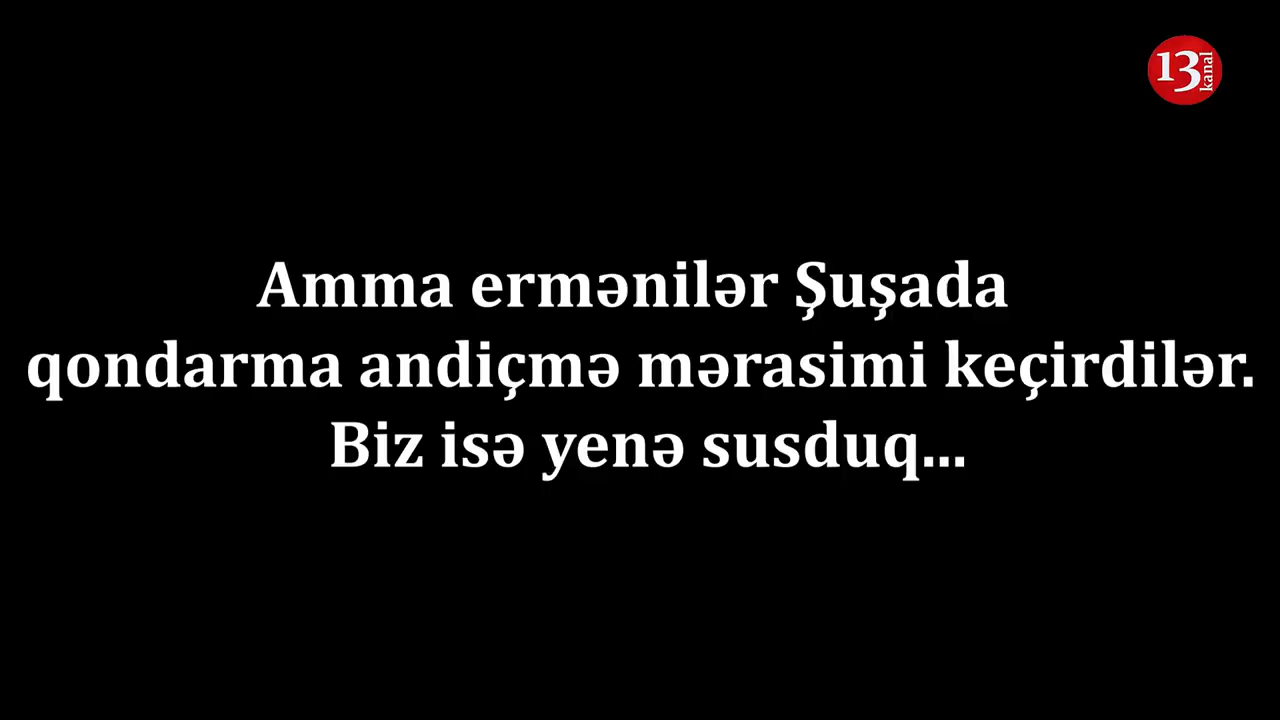 13 kanal
Amma ermənilər Şuşada
qondarma andiçmə mərasimi keçirdilər.
Biz isə yenə susduq...